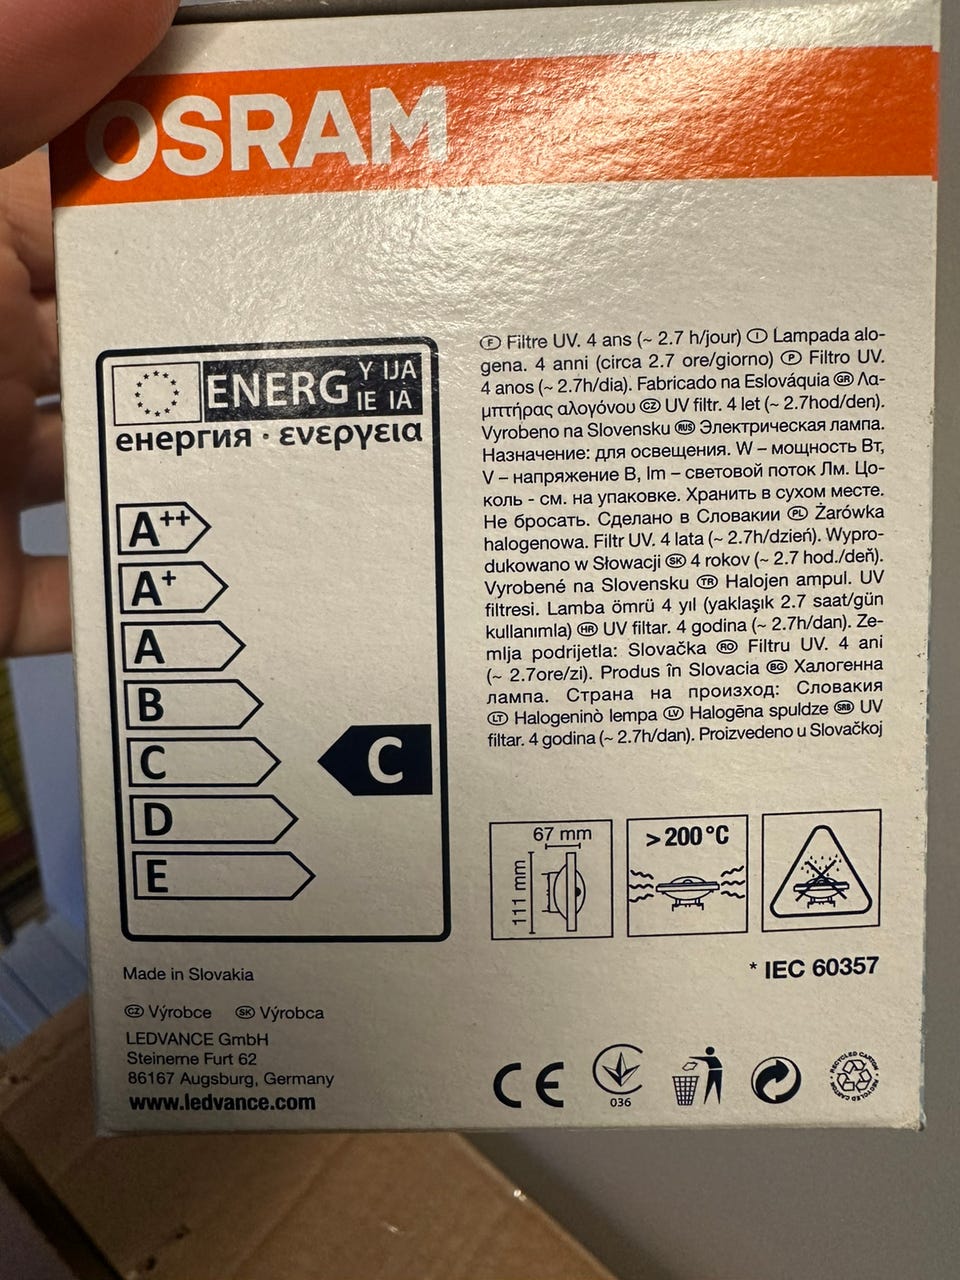 OSRAM
ENERG Y IJA
IE IA
енергия · ενεργεια
A++
A+
A
B
C
C
D
E
Ⓕ Filtre UV. 4 ans (~ 2.7 h/jour) Ⓘ Lampada alo-
gena. 4 anni (circa 2.7 ore/giorno) Ⓟ Filtro UV.
4 anos (~ 2.7h/dia). Fabricado na Eslováquia GR Λα-
μπτήρας αλογόνου CZ UV filtr. 4 let (~ 2.7hod/den).
Vyrobeno na Slovensku RUS Электрическая лампа.
Назначение: для освещения. W – мощность Вт,
V – напряжение В, lm – световой поток Лм. Цо-
коль - см. на упаковке. Хранить в сухом месте.
Не бросать. Сделано в Словакии PL Żarówka
halogenowa. Filtr UV. 4 lata (~ 2.7h/dzień). Wypro-
dukowano w Słowacji SK 4 rokov (~ 2.7 hod./deň).
Vyrobené na Slovensku TR Halojen ampul. UV
filtresi. Lamba ömrü 4 yıl (yaklaşık 2.7 saat/gün
kullanımla) HR UV filtar. 4 godina (~ 2.7h/dan). Ze-
mlja podrijetla: Slovačka RO Filtru UV. 4 ani
(~ 2.7ore/zi). Produs în Slovacia BG Халогенна
лампа. Страна на произход: Словакия
LT Halogeninò lempa LV Halogēna spuldze SRB UV
filtar. 4 godina (~ 2.7h/dan). Proizvedeno u Slovačkoj
67 mm
111 mm
>200°C
* IEC 60357
Made in Slovakia
CZ Výrobce SK Výrobca
LEDVANCE GmbH
Steinerne Furt 62
86167 Augsburg, Germany
www.ledvance.com
CE
036
RECYCLED CARTON • RECYCLED CARTON •